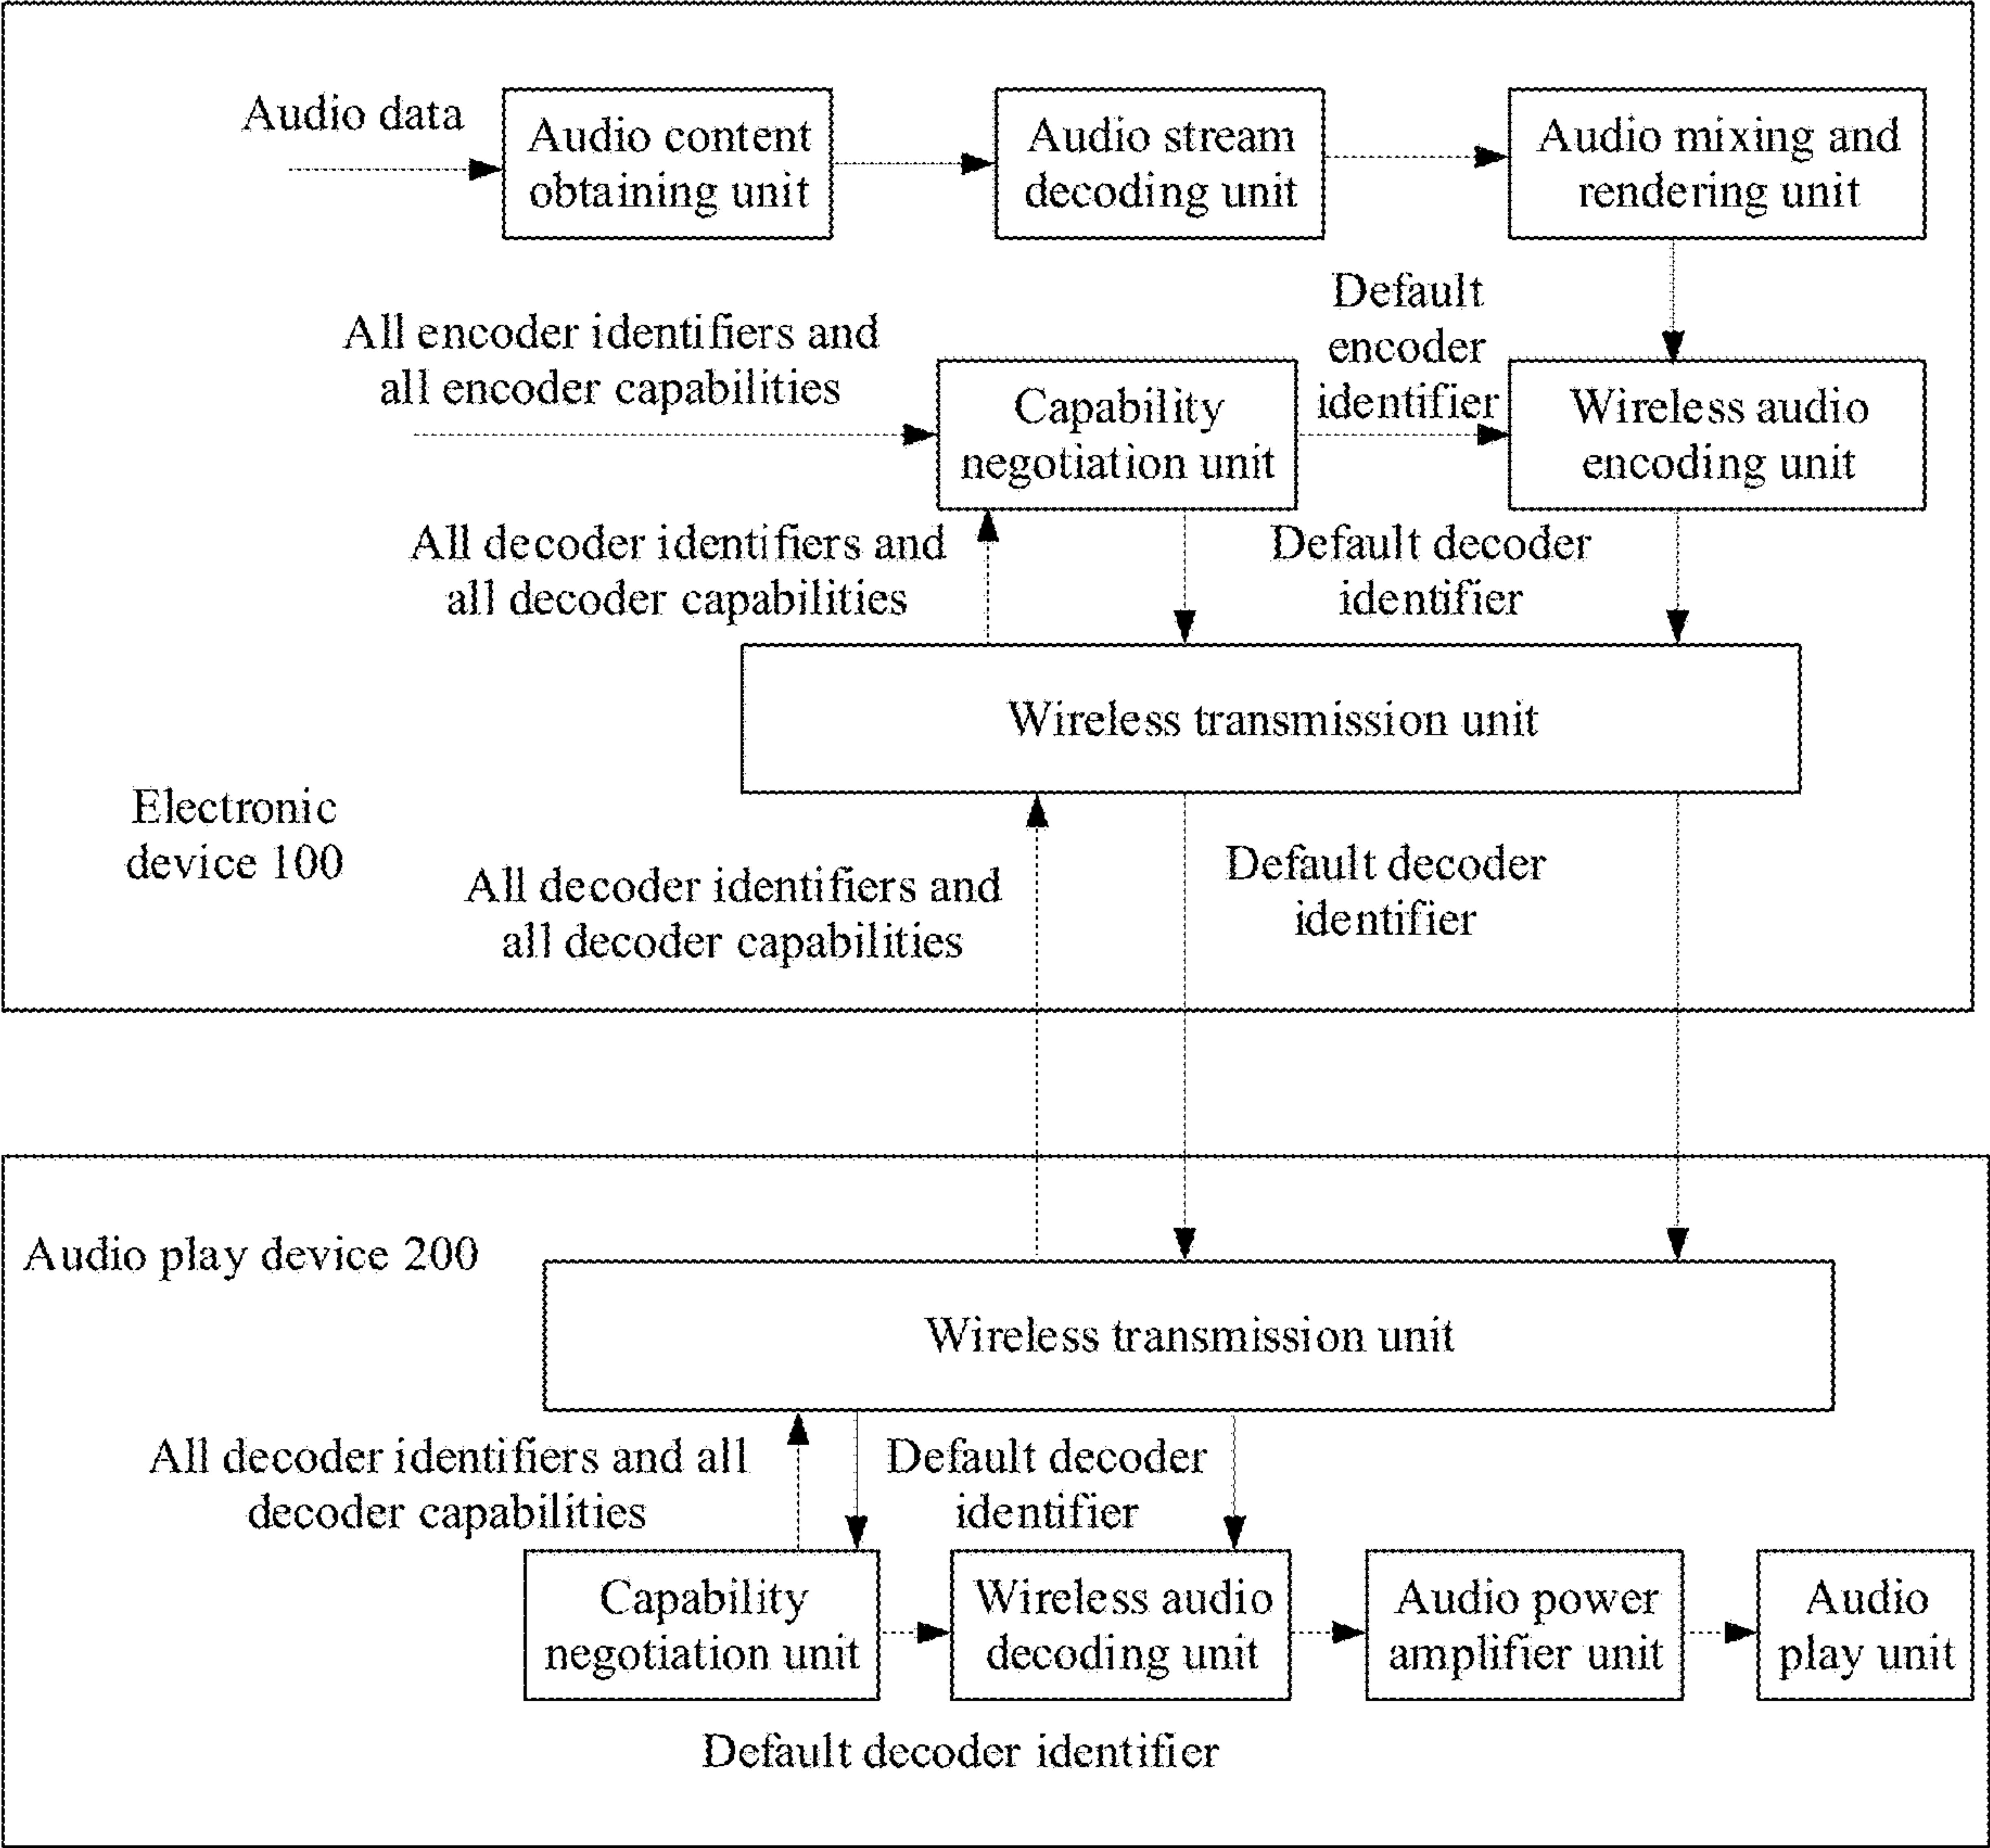 Audio data
Audio content
obtaining unit
Audio stream
decoding unit
Audio mixing and
rendering unit
All encoder identifiers and
all encoder capabilities
Capability
negotiation unit
Default
encoder
identifier
Wireless audio
encoding unit
All decoder identifiers and
all decoder capabilities
Default decoder
identifier
Wireless transmission unit
Electronic
device 100
All decoder identifiers and
all decoder capabilities
Default decoder
identifier
Audio play device 200
Wireless transmission unit
All decoder identifiers and all
decoder capabilities
Default decoder
identifier
Capability
negotiation unit
Wireless audio
decoding unit
Audio power
amplifier unit
Audio
play unit
Default decoder identifier